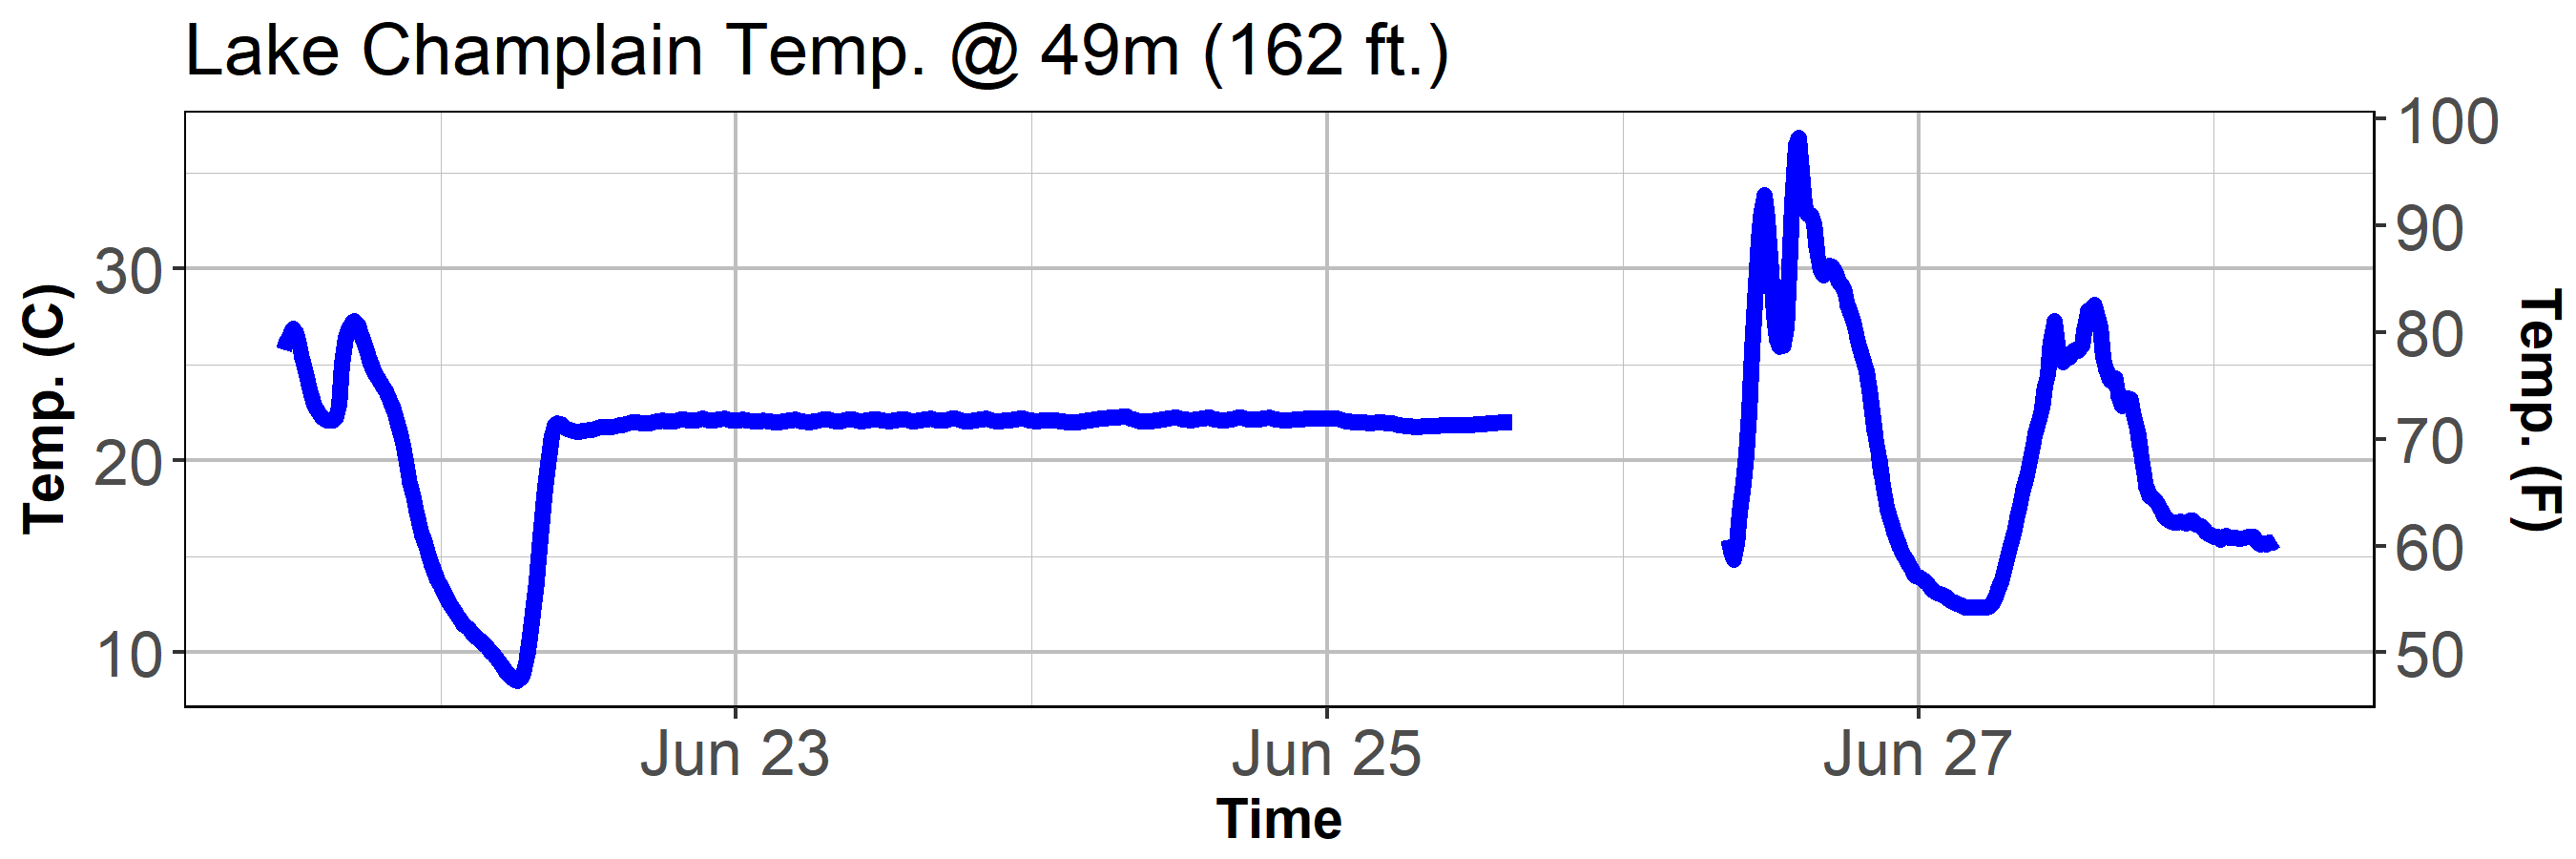 Lake Champlain Temp. @ 49m (162 ft.)
100
90
80
70
60
50
30
20
10
Temp. (C)
Temp. (F)
Jun 23
Jun 25
Jun 27
Time